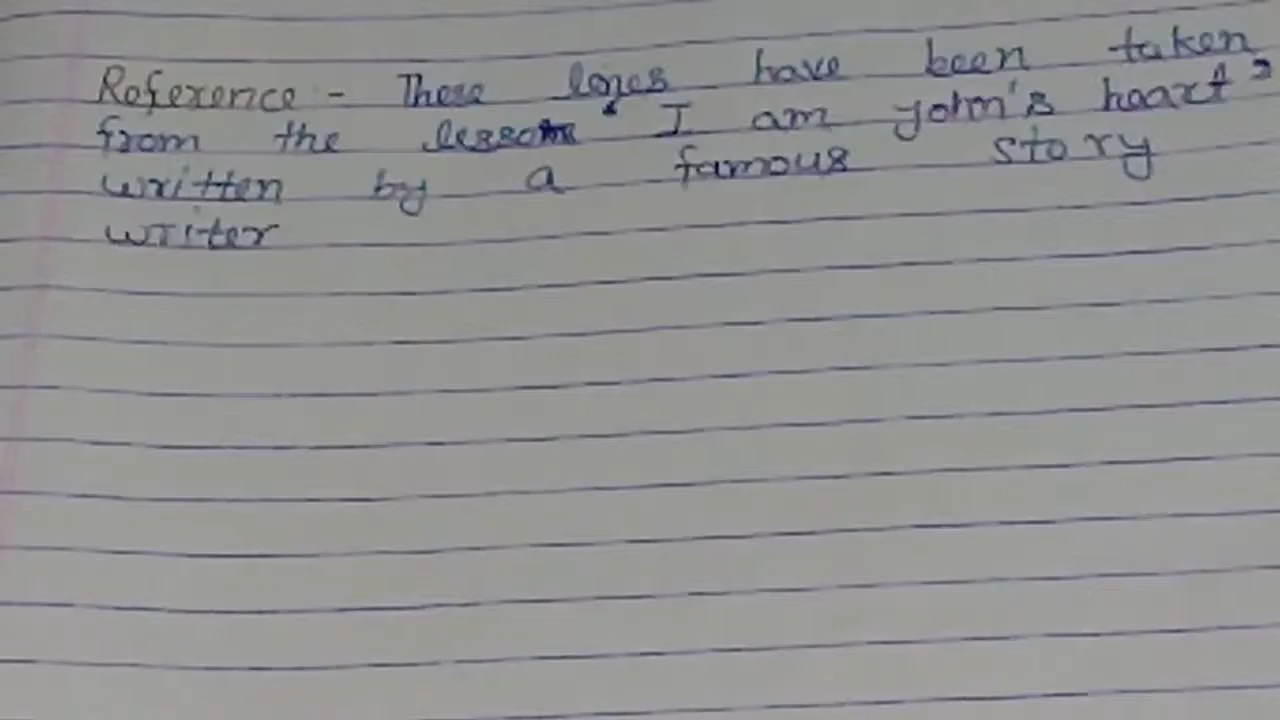 Reference - These lines have been taken
from the lesson "I am john's heart"
written by a famous story
writer